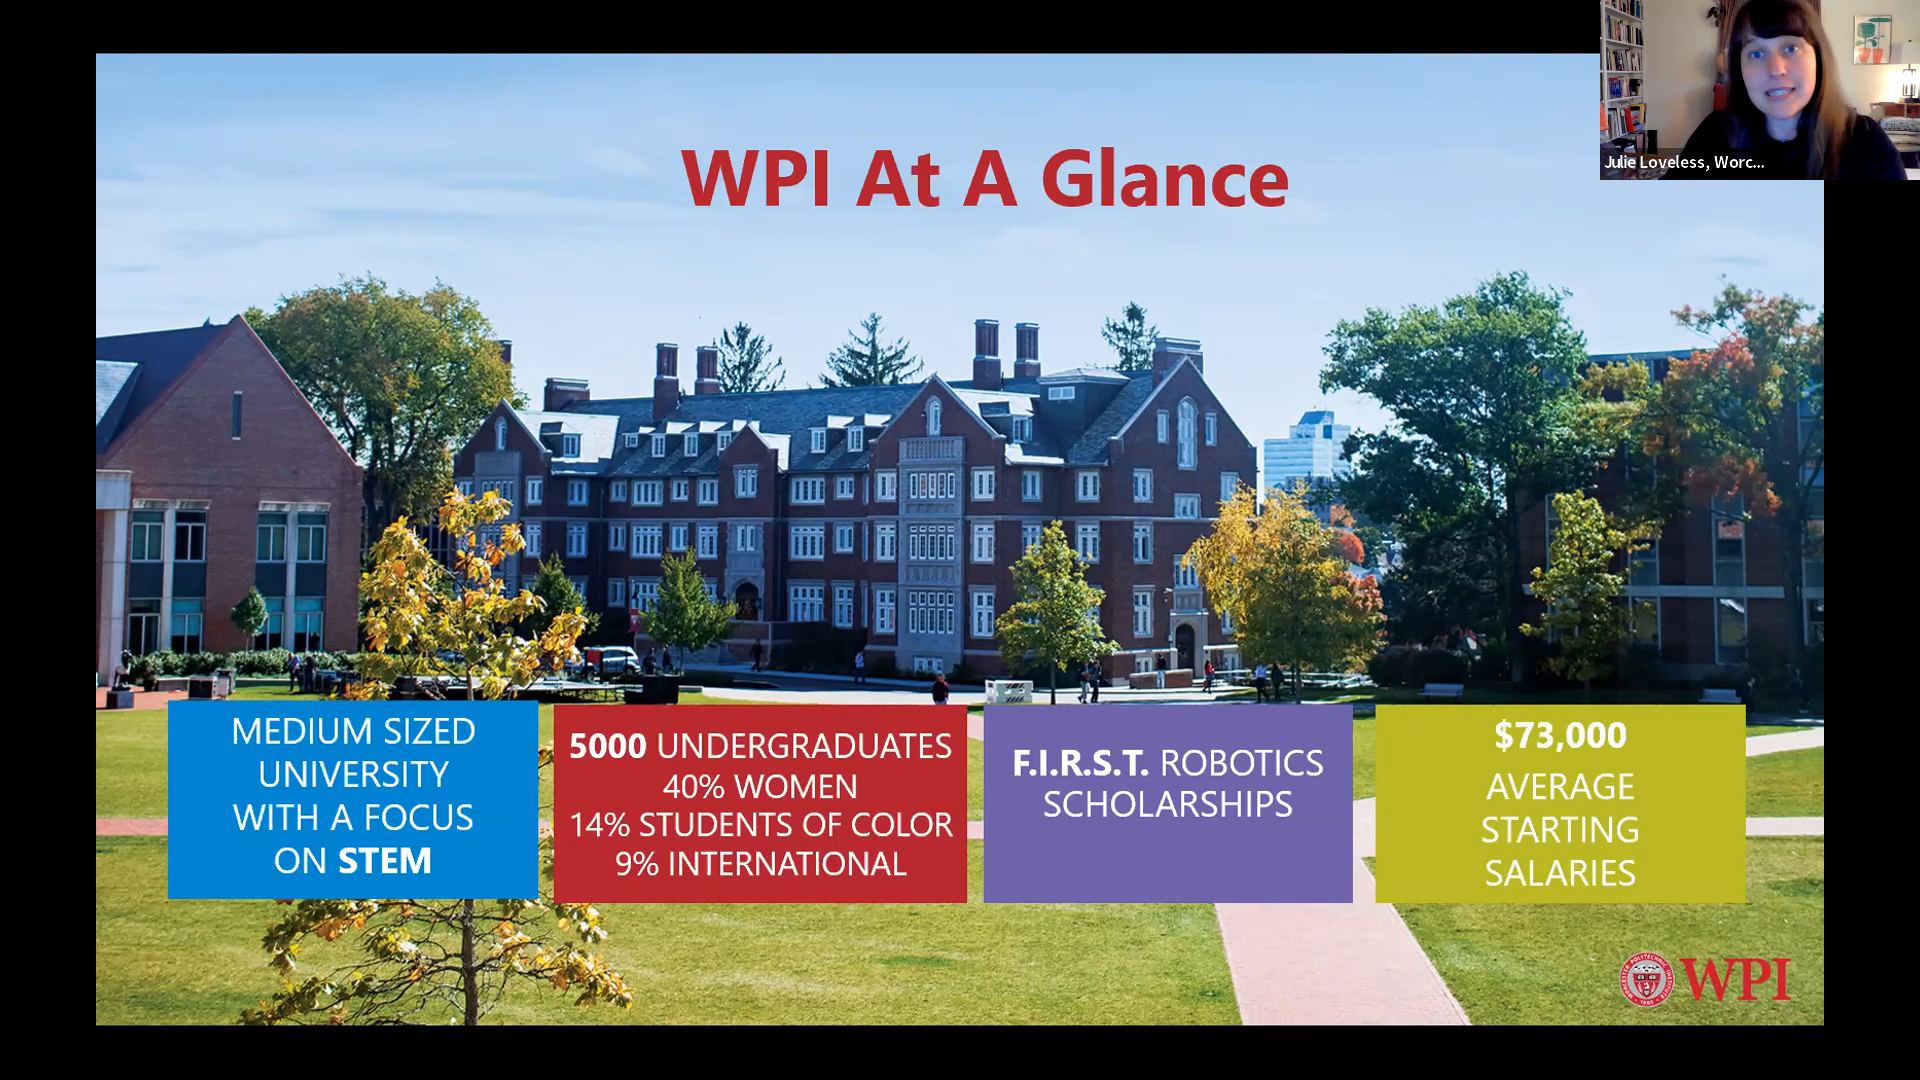 Julie Loveless, Worc...
WPI At A Glance
MEDIUM SIZED
UNIVERSITY
WITH A FOCUS
ON STEM
5000 UNDERGRADUATES
40% WOMEN
14% STUDENTS OF COLOR
9% INTERNATIONAL
F.I.R.S.T. ROBOTICS
SCHOLARSHIPS
$73,000
AVERAGE
STARTING
SALARIES
WPI